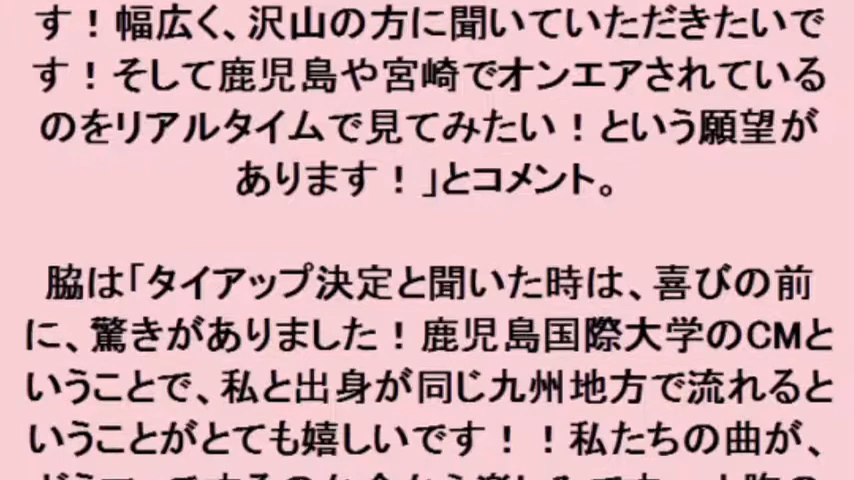 す！幅広く、沢山の方に聞いていただきたいで
す！そして鹿児島や宮崎でオンエアされている
のをリアルタイムで見てみたい！という願望が
あります！」とコメント。
脇は「タイアップ決定と聞いた時は、喜びの前
に、驚きがありました！鹿児島国際大学のCMと
いうことで、私と出身が同じ九州地方で流れると
いうことがとても嬉しいです！！私たちの曲が、